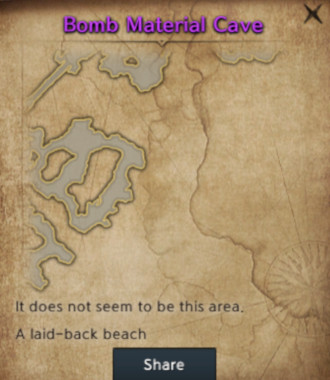 Bomb Material Cave
It does not seem to be this area.
A laid-back beach
Share